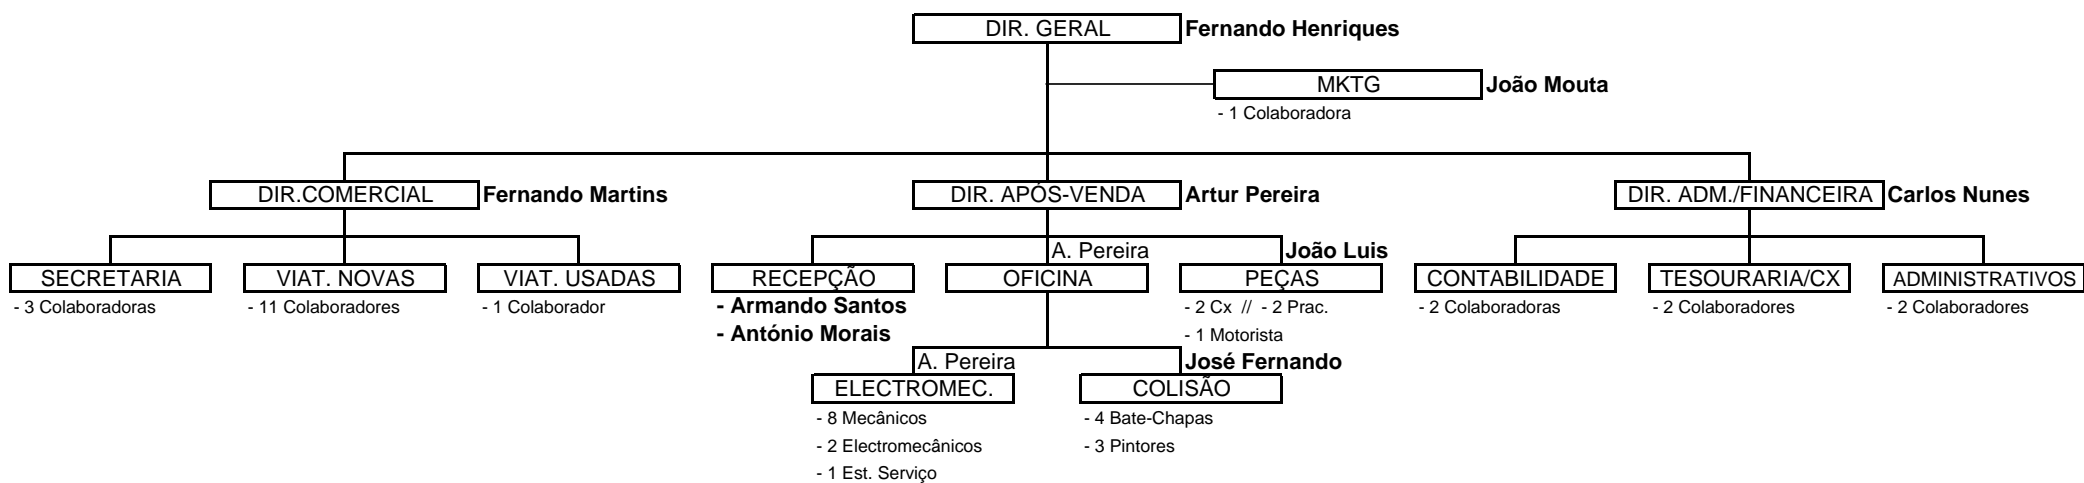 DIR. GERAL Fernando Henriques
MKTG João Mouta
- 1 Colaboradora
DIR.COMERCIAL Fernando Martins
DIR. APÓS-VENDA Artur Pereira
DIR. ADM./FINANCEIRA Carlos Nunes
A. Pereira João Luis
SECRETARIA VIAT. NOVAS VIAT. USADAS RECEPÇÃO OFICINA PEÇAS CONTABILIDADE TESOURARIA/CX ADMINISTRATIVOS
- 3 Colaboradoras - 11 Colaboradores - 1 Colaborador - Armando Santos - 2 Cx // - 2 Prac. - 2 Colaboradoras - 2 Colaboradores - 2 Colaboradores
- António Morais - 1 Motorista
A. Pereira José Fernando
ELECTROMEC. COLISÃO
- 8 Mecânicos - 4 Bate-Chapas
- 2 Electromecânicos - 3 Pintores
- 1 Est. Serviço